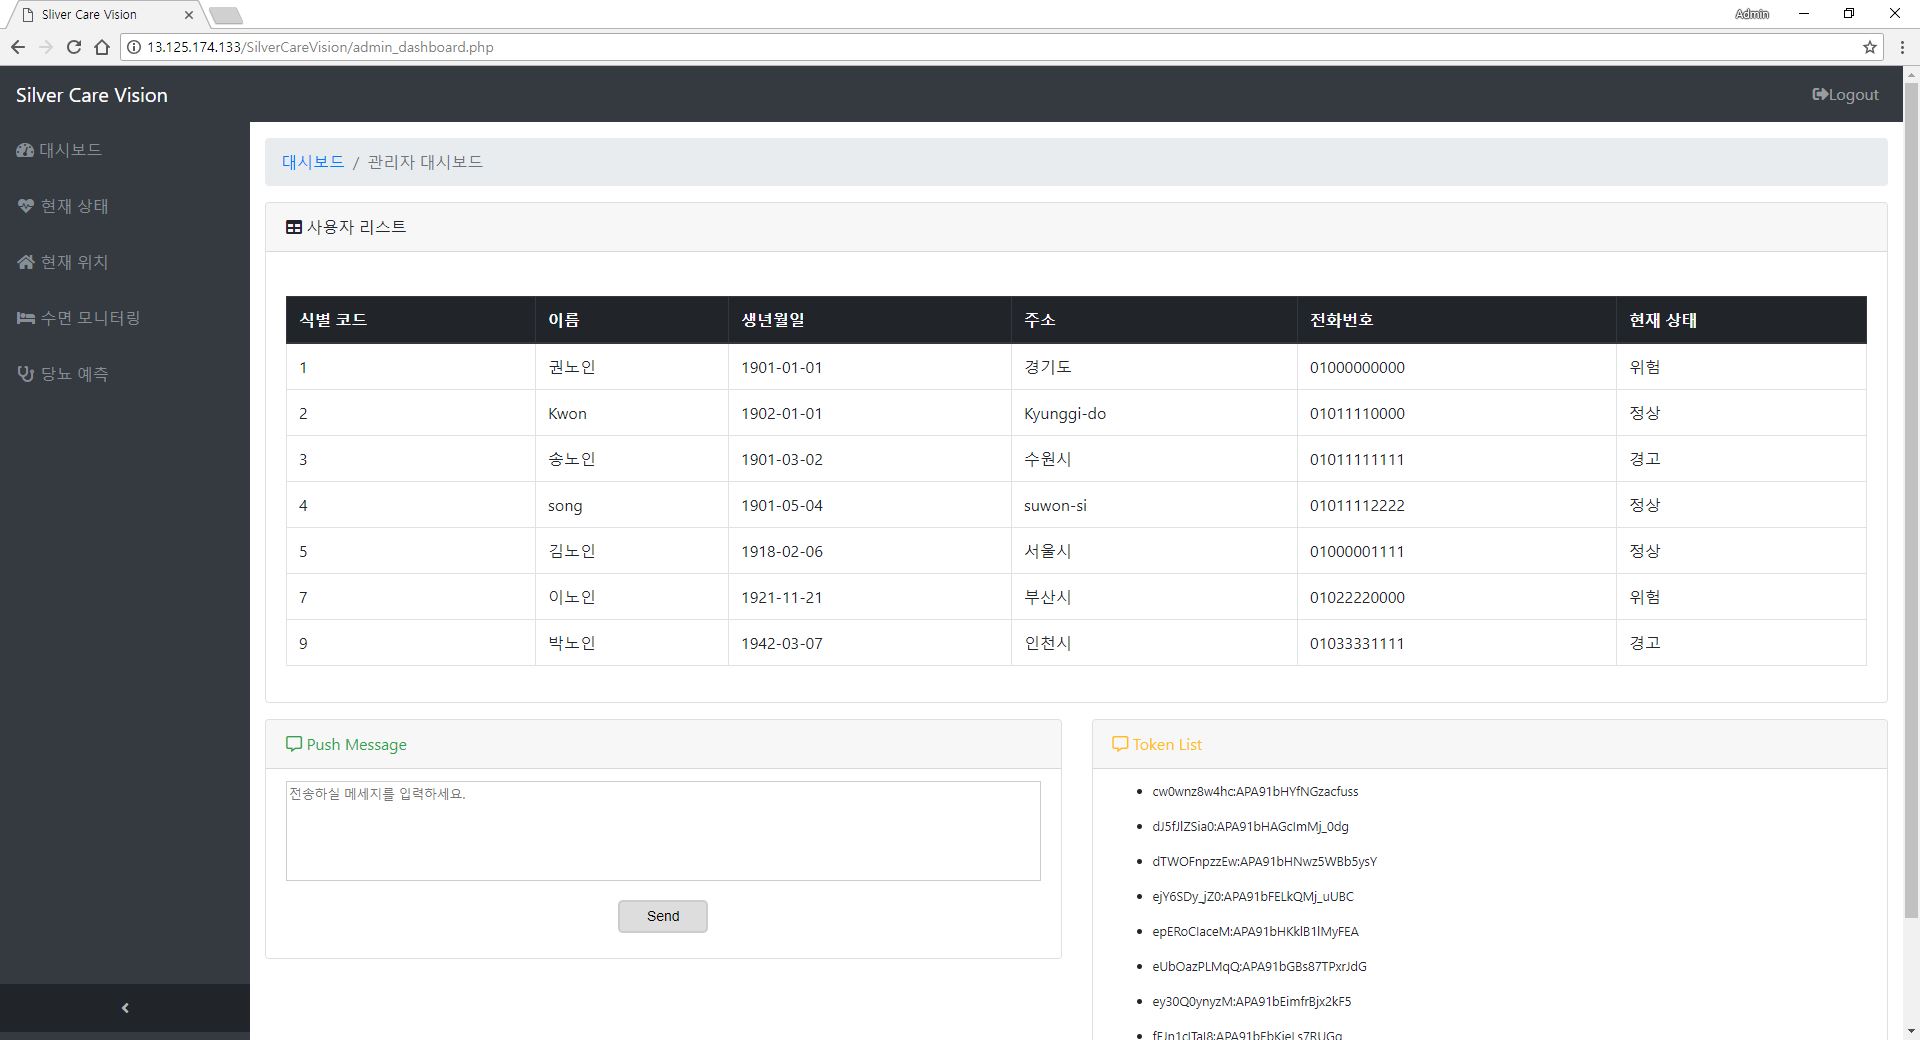 Sliver Care Vision
Admin
13.125.174.133/SilverCareVision/admin_dashboard.php
Silver Care Vision
Logout
대시보드
현재 상태
현재 위치
수면 모니터링
당뇨 예측
대시보드 / 관리자 대시보드
사용자 리스트
식별 코드 이름 생년월일 주소 전화번호 현재 상태
1 권노인 1901-01-01 경기도 01000000000 위험
2 Kwon 1902-01-01 Kyunggi-do 01011110000 정상
3 송노인 1901-03-02 수원시 01011111111 경고
4 song 1901-05-04 suwon-si 01011112222 정상
5 김노인 1918-02-06 서울시 01000001111 정상
7 이노인 1921-11-21 부산시 01022220000 위험
9 박노인 1942-03-07 인천시 01033331111 경고
Push Message
전송하실 메세지를 입력하세요.
Send
Token List
cw0wnz8w4hc:APA91bHYfNGzacfuss
dJ5fJlZSia0:APA91bHAGcImMj_0dg
dTWOFnpzzEw:APA91bHNwz5WBb5ysY
ejY6SDy_jZ0:APA91bFELkQMj_uUBC
epERoCIaceM:APA91bHKklB1lMyFEA
eUbOazPLMqQ:APA91bGBs87TPxrJdG
ey30Q0ynyzM:APA91bEimfrBjx2kF5